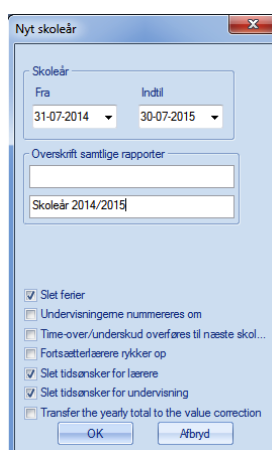 Nyt skoleår
Skoleår
Fra
Indtil
31-07-2014
30-07-2015
Overskrift samtlige rapporter
Skoleår 2014/2015
Slet ferier
Undervisningerne nummereres om
Time-over/underskud overføres til næste skol...
Fortsætterlærere rykker op
Slet tidsønsker for lærere
Slet tidsønsker for undervisning
Transfer the yearly total to the value correction
OK
Afbryd